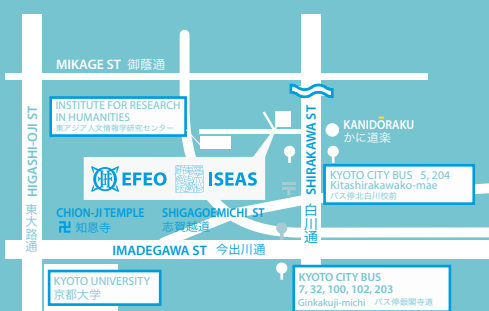 MIKAGE ST 御蔭通
INSTITUTE FOR RESEARCH
IN HUMANITIES
東アジア人文情報学研究センター
HIGASHI-OJI ST 東大路通
SHIRAKAWA ST 白川通
KANIDORAKU
かに道楽
EFEO ISEAS
KYOTO CITY BUS 5, 204
Kitashirakawako-mae
バス停北白川校前
CHION-JI TEMPLE
卍 知恩寺
SHIGAGOEMICHI ST
志賀越道
〒
IMADEGAWA ST 今出川通
KYOTO UNIVERSITY
京都大学
KYOTO CITY BUS
7, 32, 100, 102, 203
Ginkakuji-michi バス停銀閣寺道